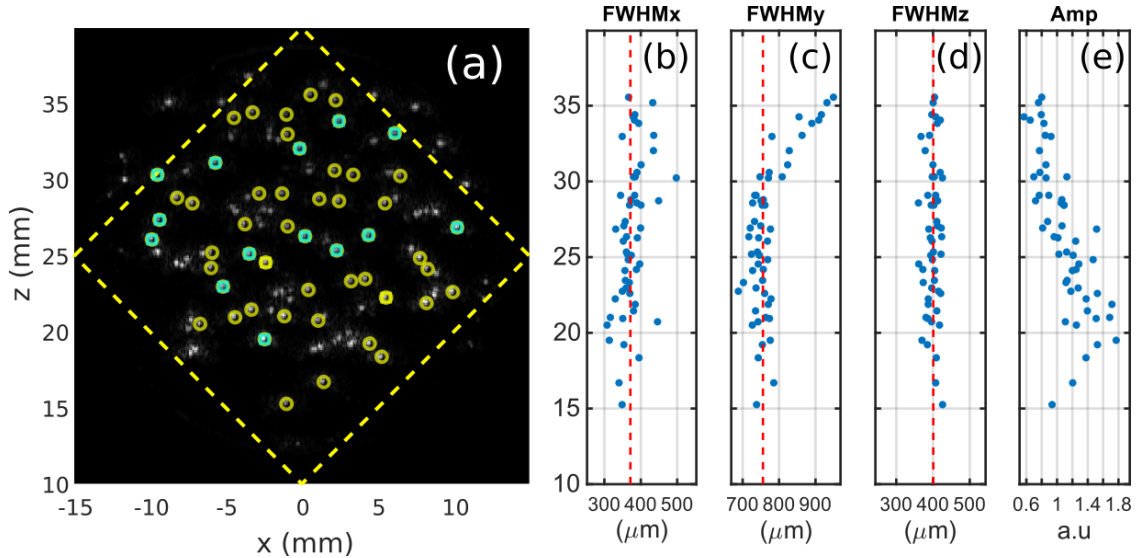 FWHMx FWHMy FWHMz Amp
(a) (b) (c) (d) (e)
35 35
30 30
25 25
20 20
15 15
10 10
z (mm)
-15 -10 -5 0 5 10
x (mm)
300 400 500 700 800 900 300 400 500 0.6 1 1.4 1.8
(μm) (μm) (μm) a.u